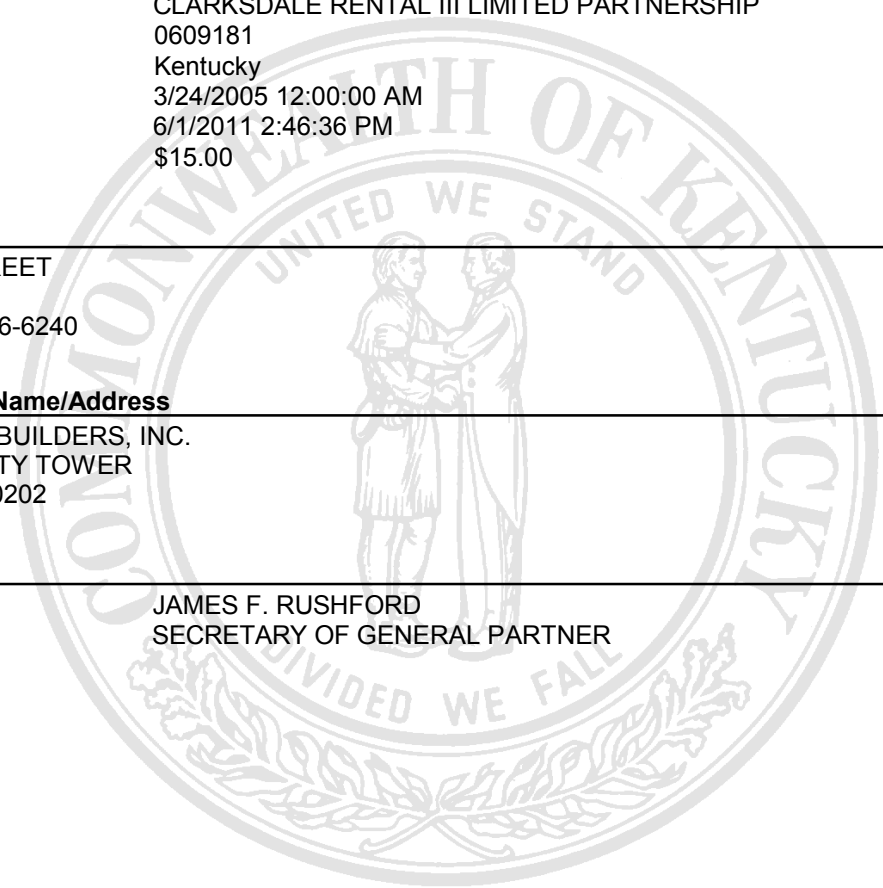 CLARKSDALE RENTAL III LIMITED PARTNERSHIP
0609181
Kentucky
3/24/2005 12:00:00 AM
6/1/2011 2:46:36 PM
$15.00
EET
6-6240
Name/Address
BUILDERS, INC.
TY TOWER
0202
JAMES F. RUSHFORD
SECRETARY OF GENERAL PARTNER
COMMONWEALTH OF KENTUCKY
UNITED WE STAND
DIVIDED WE FALL